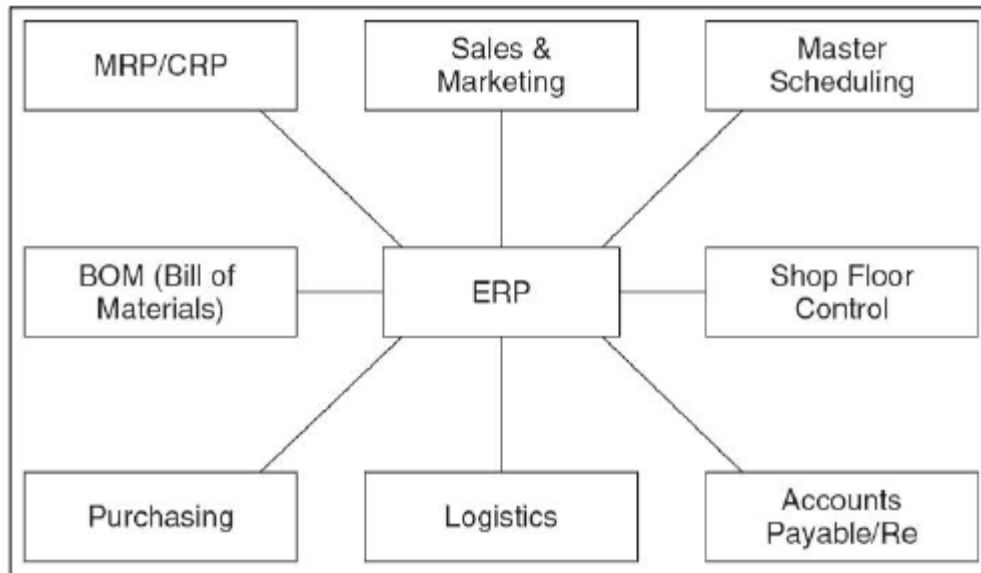 MRP/CRP
Sales &
Marketing
Master
Scheduling
BOM (Bill of
Materials)
ERP
Shop Floor
Control
Purchasing
Logistics
Accounts
Payable/Re